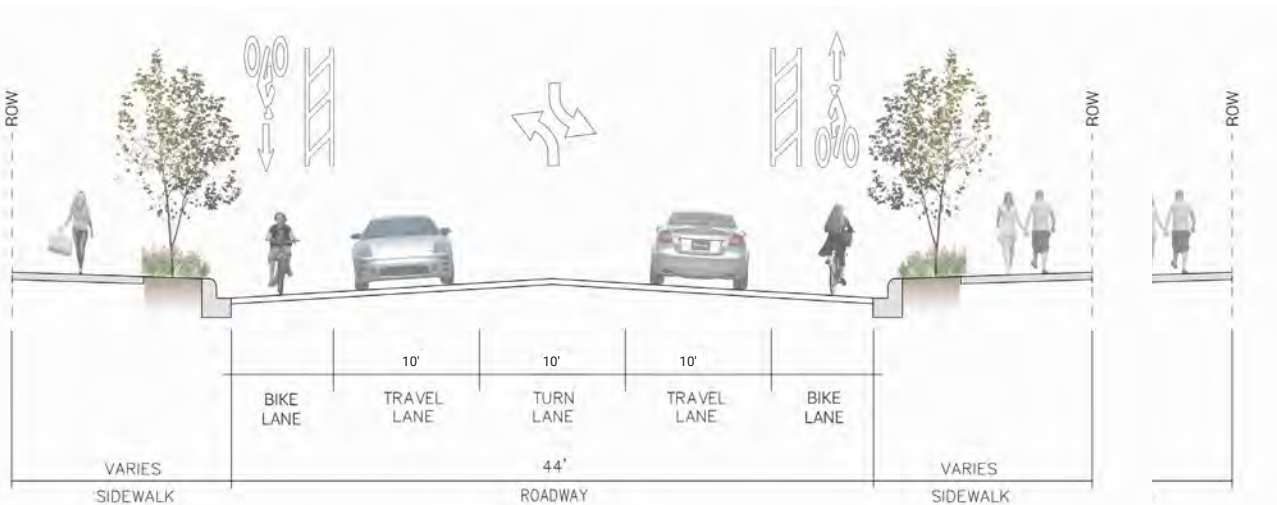 ROW
ROW
ROW
10'
10'
10'
BIKE
LANE
TRAVEL
LANE
TURN
LANE
TRAVEL
LANE
BIKE
LANE
VARIES
44'
VARIES
SIDEWALK
ROADWAY
SIDEWALK